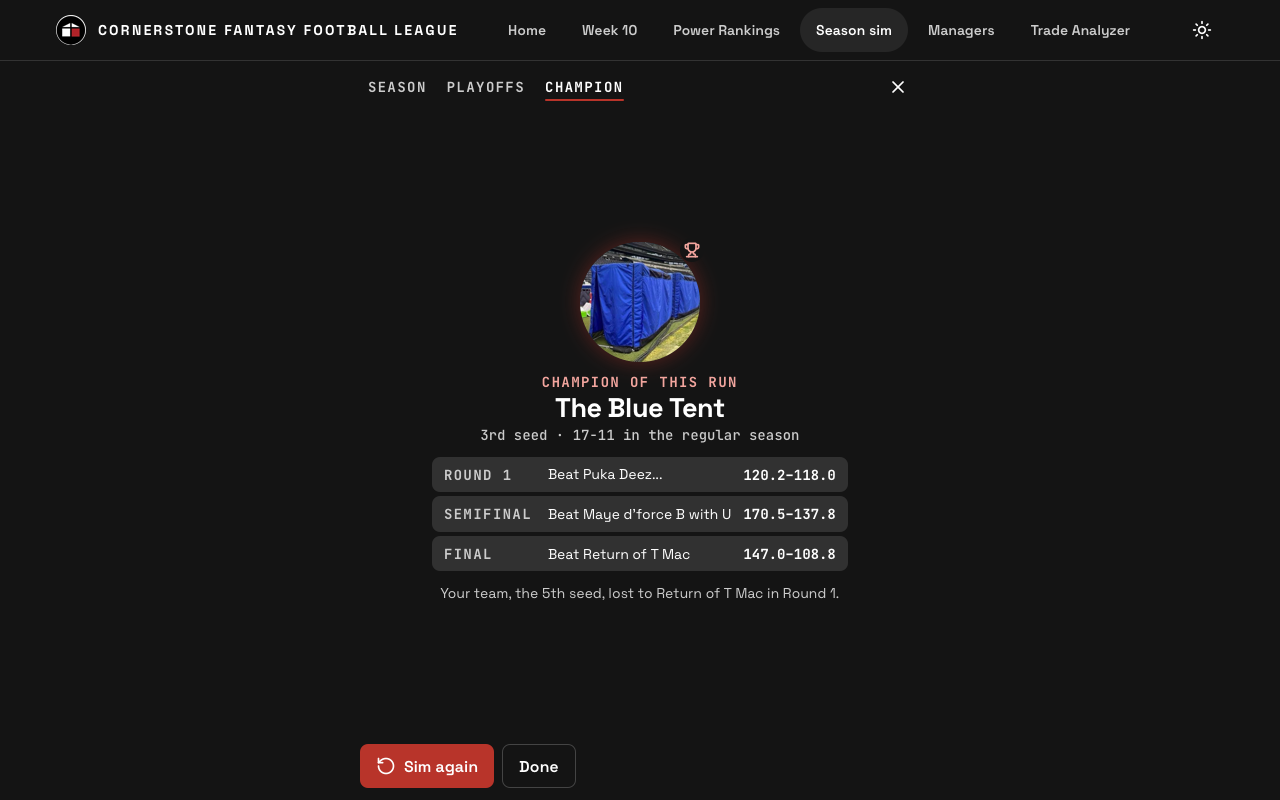 CORNERSTONE FANTASY FOOTBALL LEAGUE Home Week 10 Power Rankings Season sim Managers Trade Analyzer
SEASON PLAYOFFS CHAMPION
CHAMPION OF THIS RUN
The Blue Tent
3rd seed · 17-11 in the regular season
ROUND 1 Beat Puka Deez... 120.2–118.0
SEMIFINAL Beat Maye d'force B with U 170.5–137.8
FINAL Beat Return of T Mac 147.0–108.8
Your team, the 5th seed, lost to Return of T Mac in Round 1.
Sim again Done